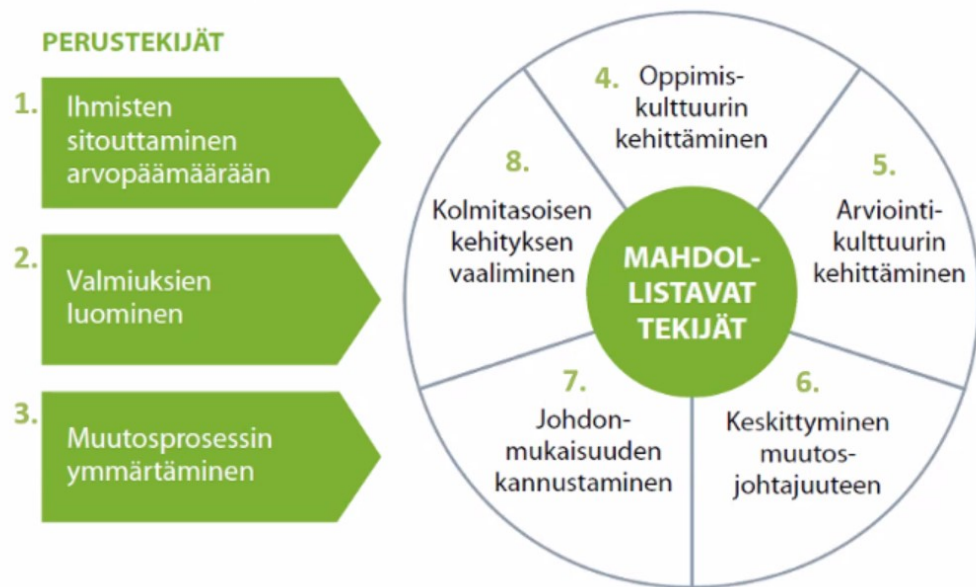 PERUSTEKIJÄT
1.
Ihmisten
sitouttaminen
arvopäämäärään
2.
Valmiuksien
luominen
3.
Muutosprosessin
ymmärtäminen
4. Oppimis-
kulttuurin
kehittäminen
5.
Arviointi-
kulttuurin
kehittäminen
6.
Keskittyminen
muutos-
johtajuuteen
7.
Johdon-
mukaisuuden
kannustaminen
8.
Kolmitasoisen
kehityksen
vaaliminen
MAHDOL-
LISTAVAT
TEKIJÄT